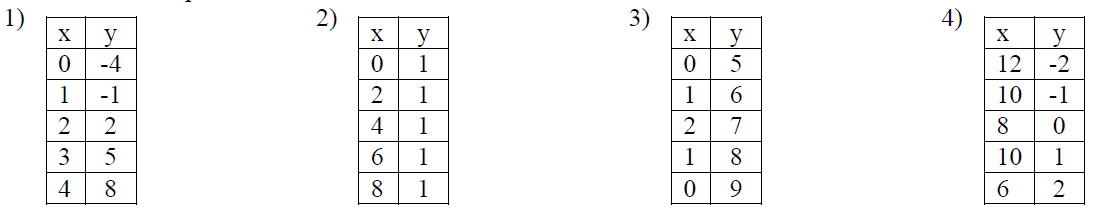 1) 2) 3) 4)
x y x y x y x y
0 -4 0 1 0 5 12 -2
1 -1 2 1 1 6 10 -1
2 2 4 1 2 7 8 0
3 5 6 1 1 8 10 1
4 8 8 1 0 9 6 2